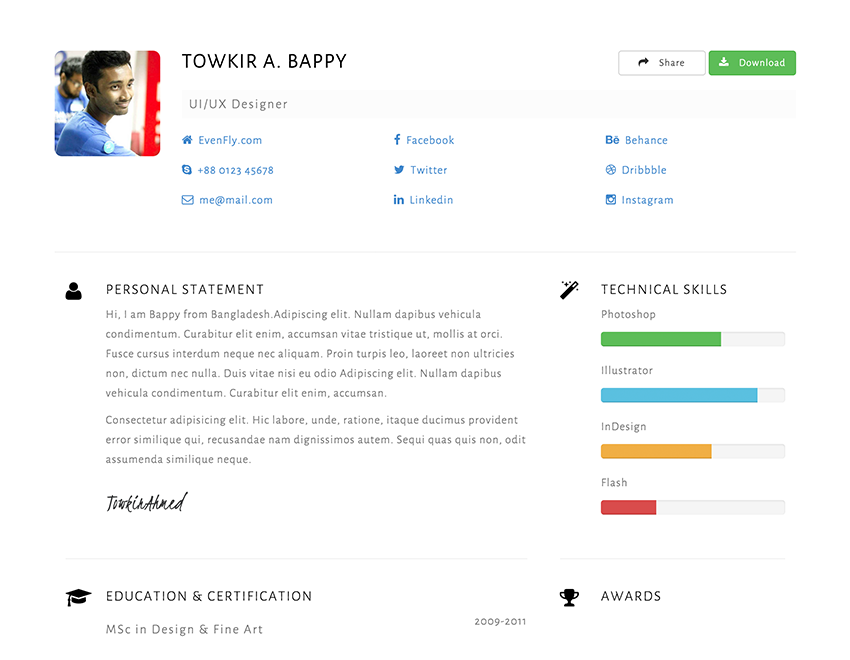 TOWKIR A. BAPPY
Share
Download
UI/UX Designer
EvenFly.com
Facebook
Bē Behance
+88 0123 45678
Twitter
Dribbble
me@mail.com
in Linkedin
Instagram
PERSONAL STATEMENT
Hi, I am Bappy from Bangladesh.Adipiscing elit. Nullam dapibus vehicula
condimentum. Curabitur elit enim, accumsan vitae tristique ut, mollis at orci.
Fusce cursus interdum neque nec aliquam. Proin turpis leo, laoreet non ultricies
non, dictum nec nulla. Duis vitae nisi eu odio Adipiscing elit. Nullam dapibus
vehicula condimentum. Curabitur elit enim, accumsan.
Consectetur adipisicing elit. Hic labore, unde, ratione, itaque ducimus provident
error similique qui, recusandae nam dignissimos autem. Sequi quas quis non, odit
assumenda similique neque.
TowkirAhmed
TECHNICAL SKILLS
Photoshop
Illustrator
InDesign
Flash
EDUCATION & CERTIFICATION
MSc in Design & Fine Art
2009-2011
AWARDS